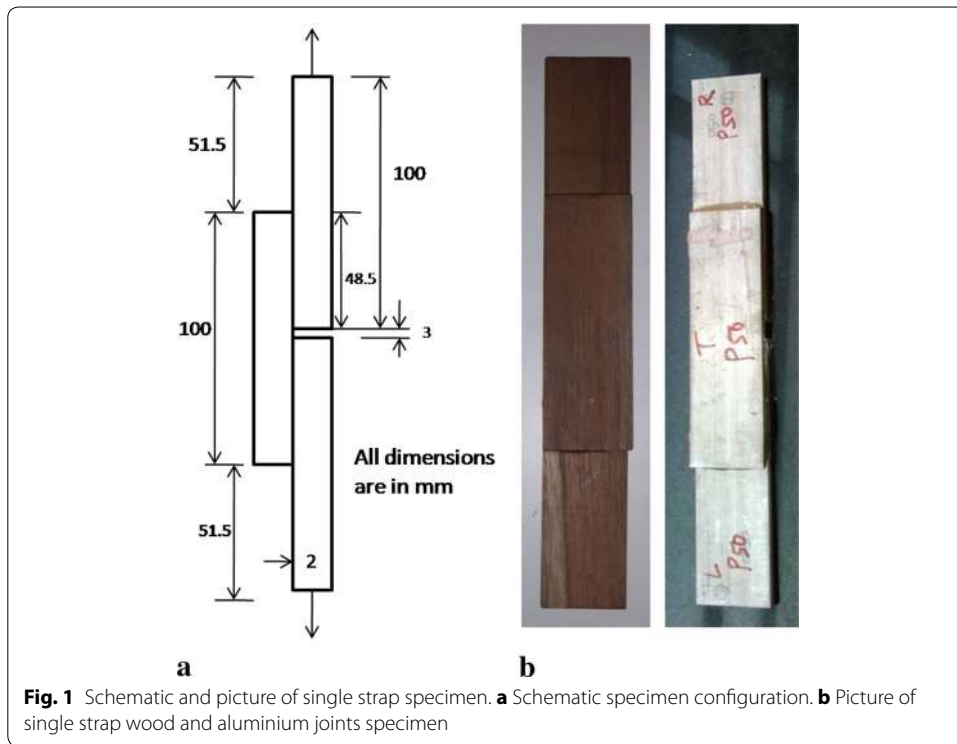 51.5
100
48.5
100
3
All dimensions
are in mm
51.5
2
R
P50
T
P50
L
P50
a
b
Fig. 1 Schematic and picture of single strap specimen. a Schematic specimen configuration. b Picture of
single strap wood and aluminium joints specimen